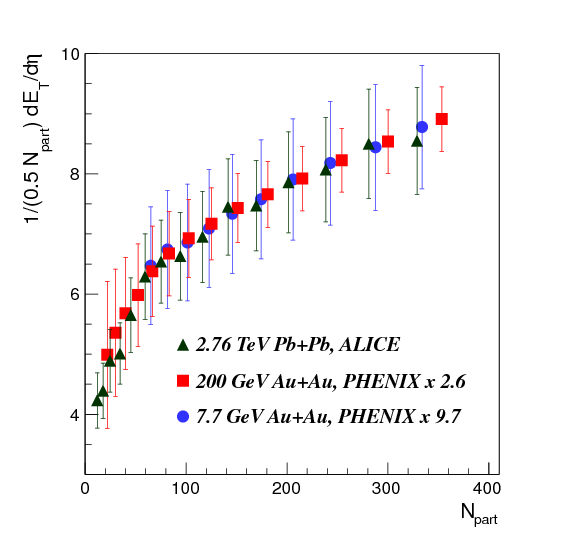 1/(0.5 N_part) dE_T/dη
10
8
6
4
2.76 TeV Pb+Pb, ALICE
200 GeV Au+Au, PHENIX x 2.6
7.7 GeV Au+Au, PHENIX x 9.7
0 100 200 300 400
N_part